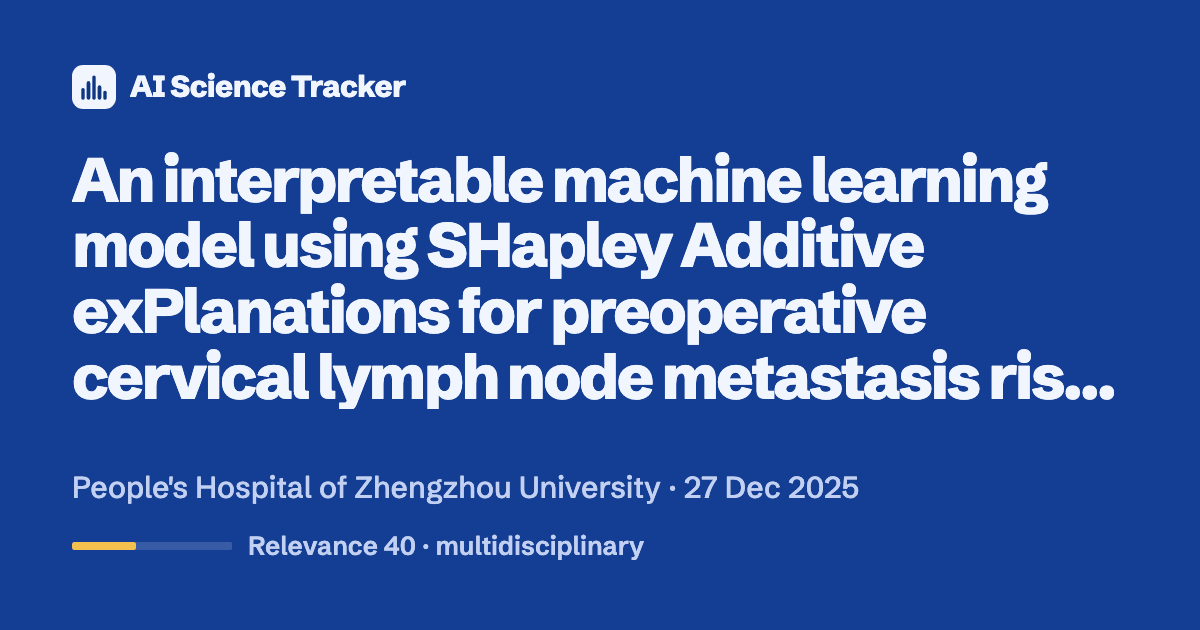 AI Science Tracker
An interpretable machine learning
model using SHapley Additive
exPlanations for preoperative
cervical lymph node metastasis ris...
People's Hospital of Zhengzhou University · 27 Dec 2025
Relevance 40 · multidisciplinary